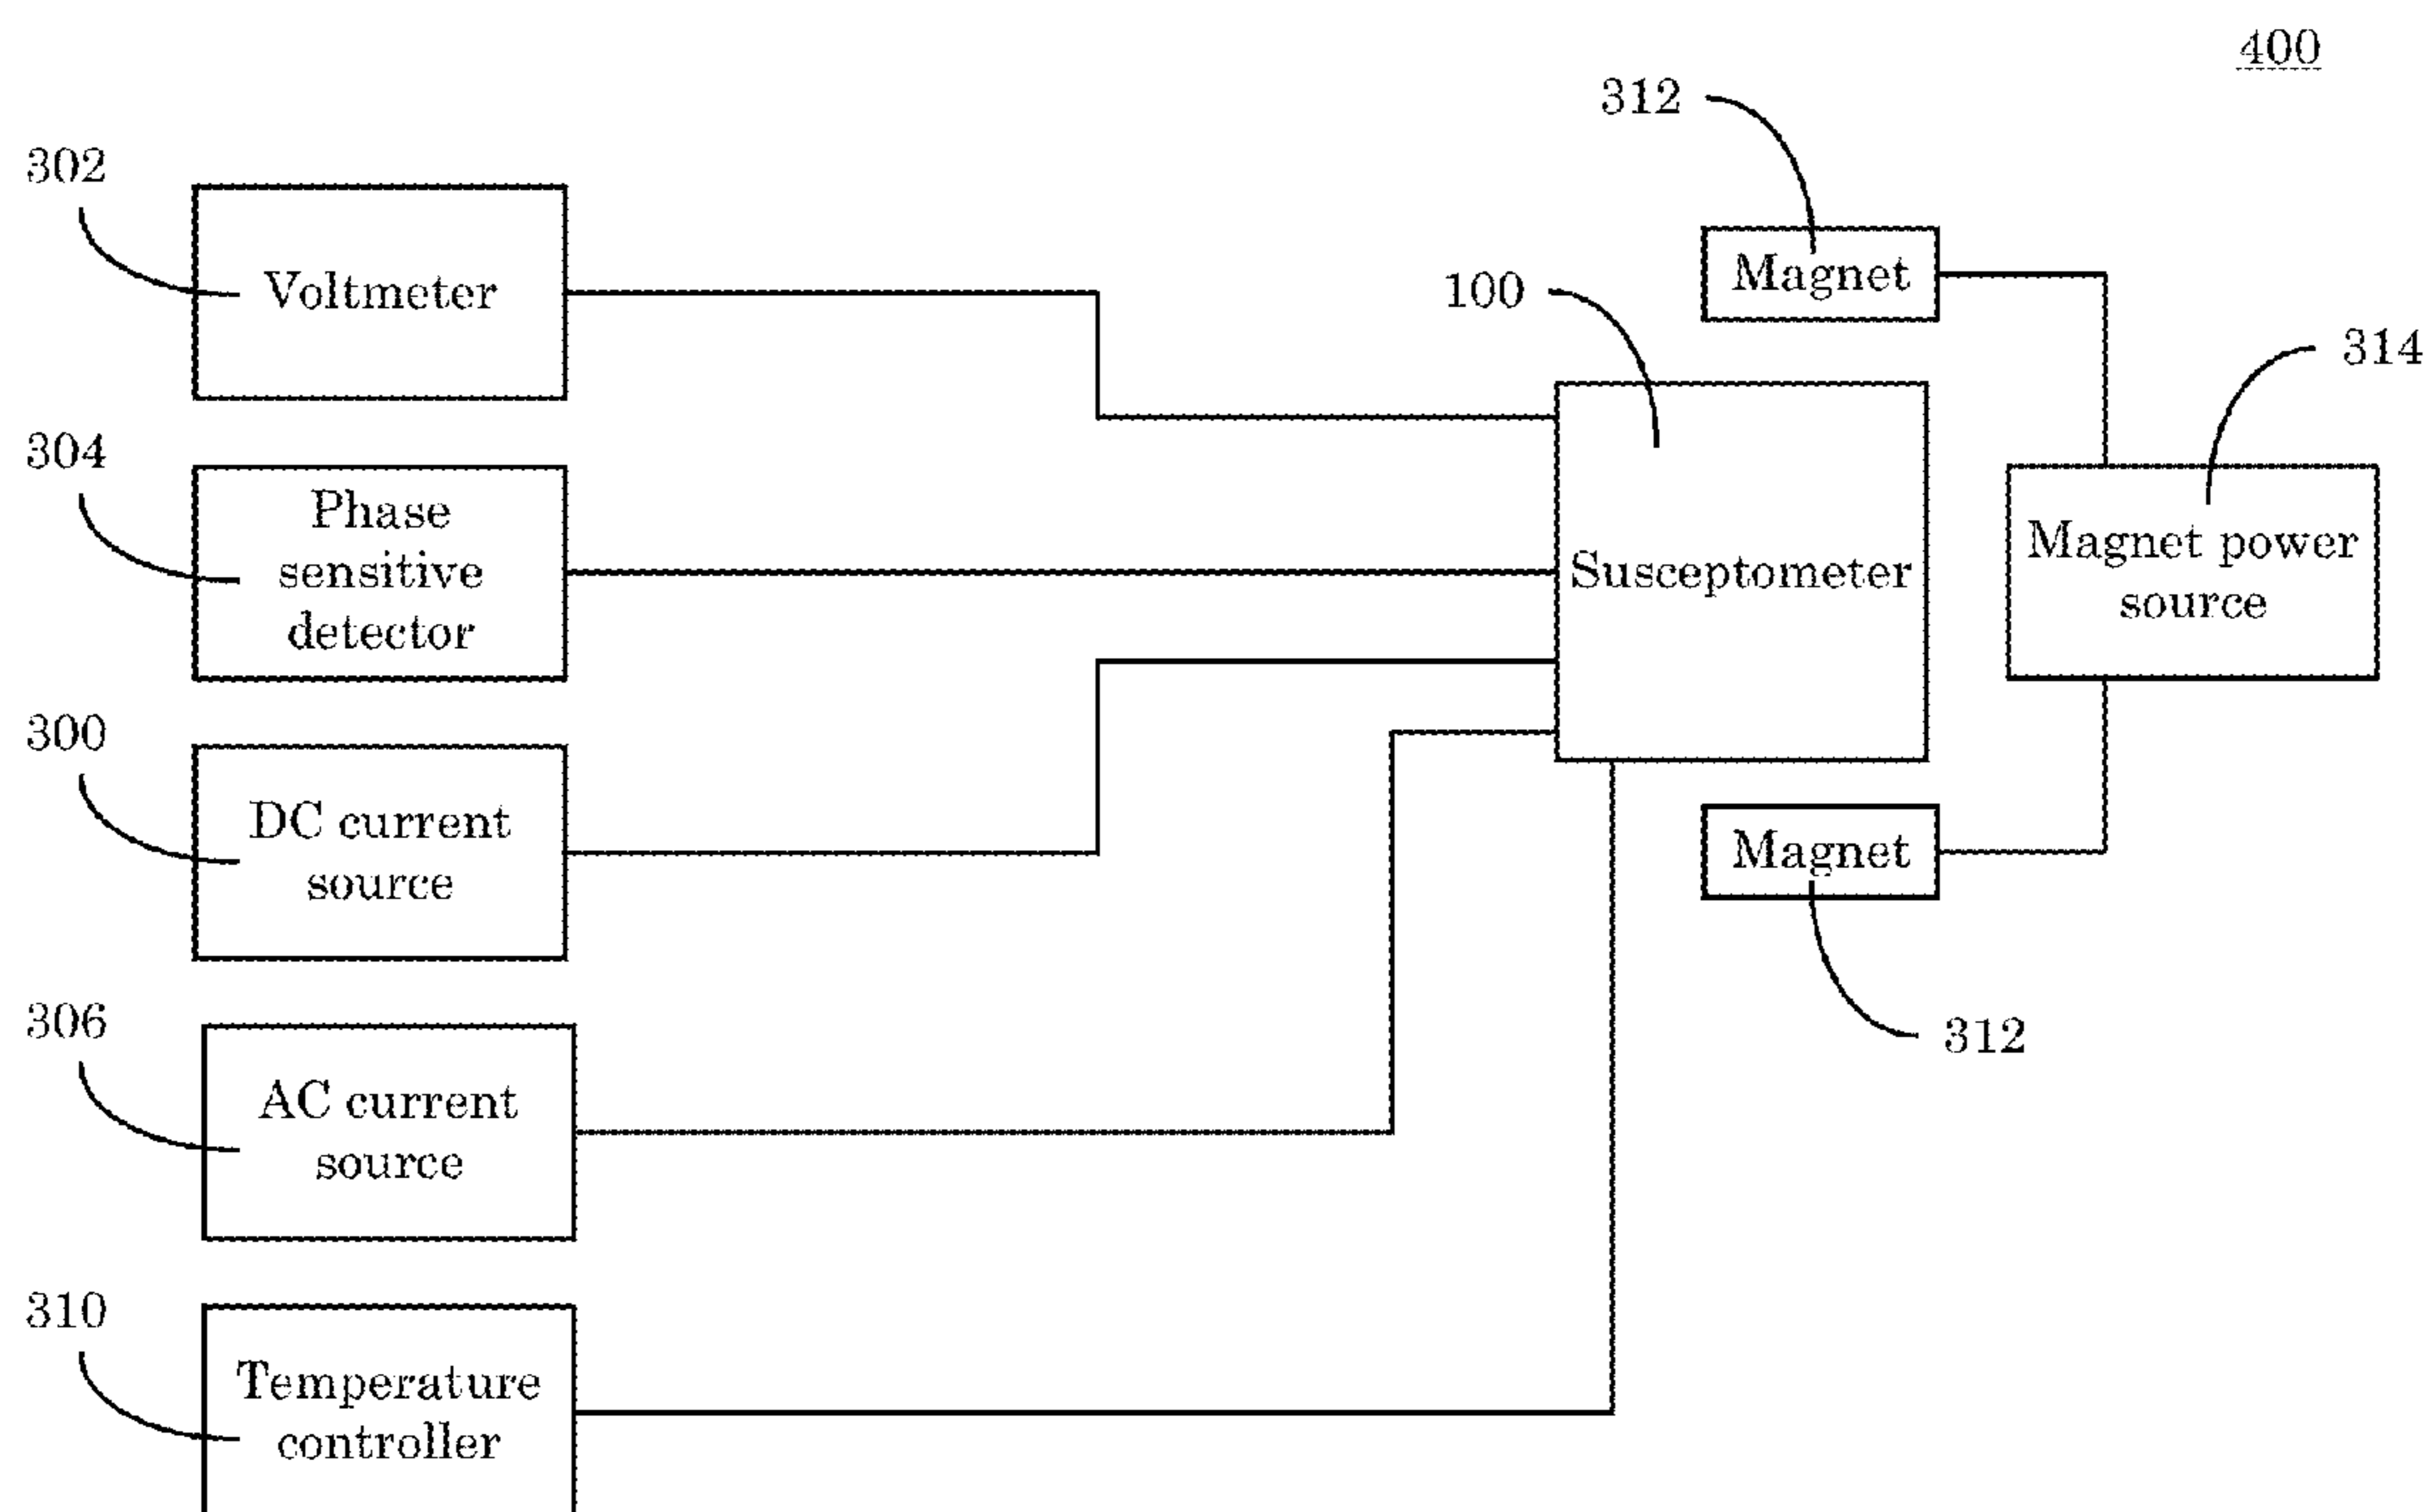 400
312
302
Voltmeter
Magnet
100
314
304
Phase
sensitive
detector
Susceptometer
Magnet power
source
300
DC current
source
Magnet
312
306
AC current
source
310
Temperature
controller